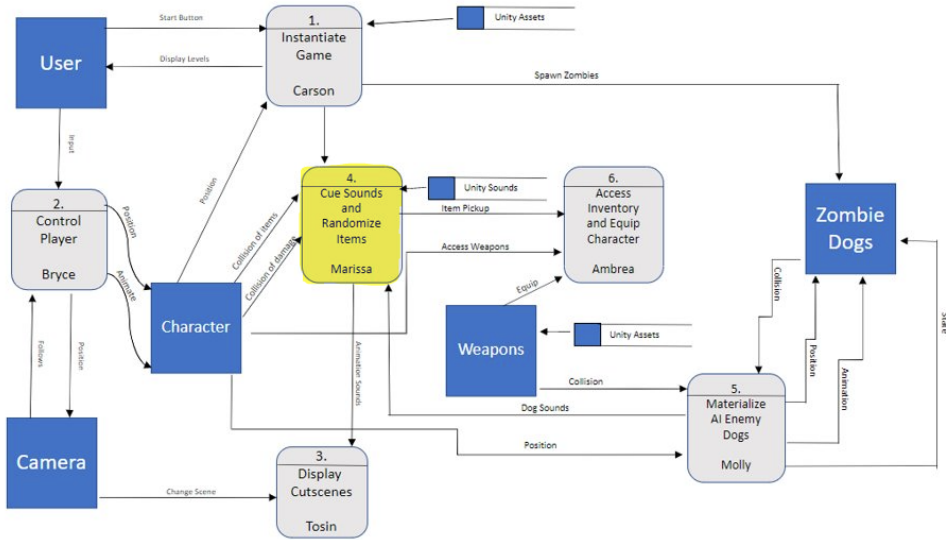 Start Button
1.
Instantiate
Game
Carson
Unity Assets
User
Display Levels
Spawn Zombies
Input
Position
2.
Control
Player
Bryce
Position
Animate
Collision of items
Collision of damage
4.
Cue Sounds
and
Randomize
Items
Marissa
Unity Sounds
Item Pickup
Access Weapons
6.
Access
Inventory
and Equip
Character
Ambrea
Zombie
Dogs
Character
Equip
Weapons
Unity Assets
Collision
Position
Animation
State
Follows
Position
Animation Sounds
Collision
Dog Sounds
Position
5.
Materialize
AI Enemy
Dogs
Molly
Camera
Change Scene
3.
Display
Cutscenes
Tosin